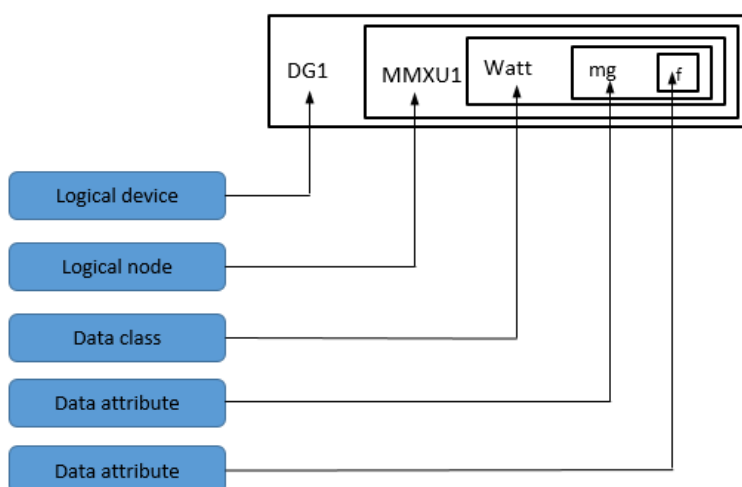 DG1
MMXU1
Watt
mg
f
Logical device
Logical node
Data class
Data attribute
Data attribute